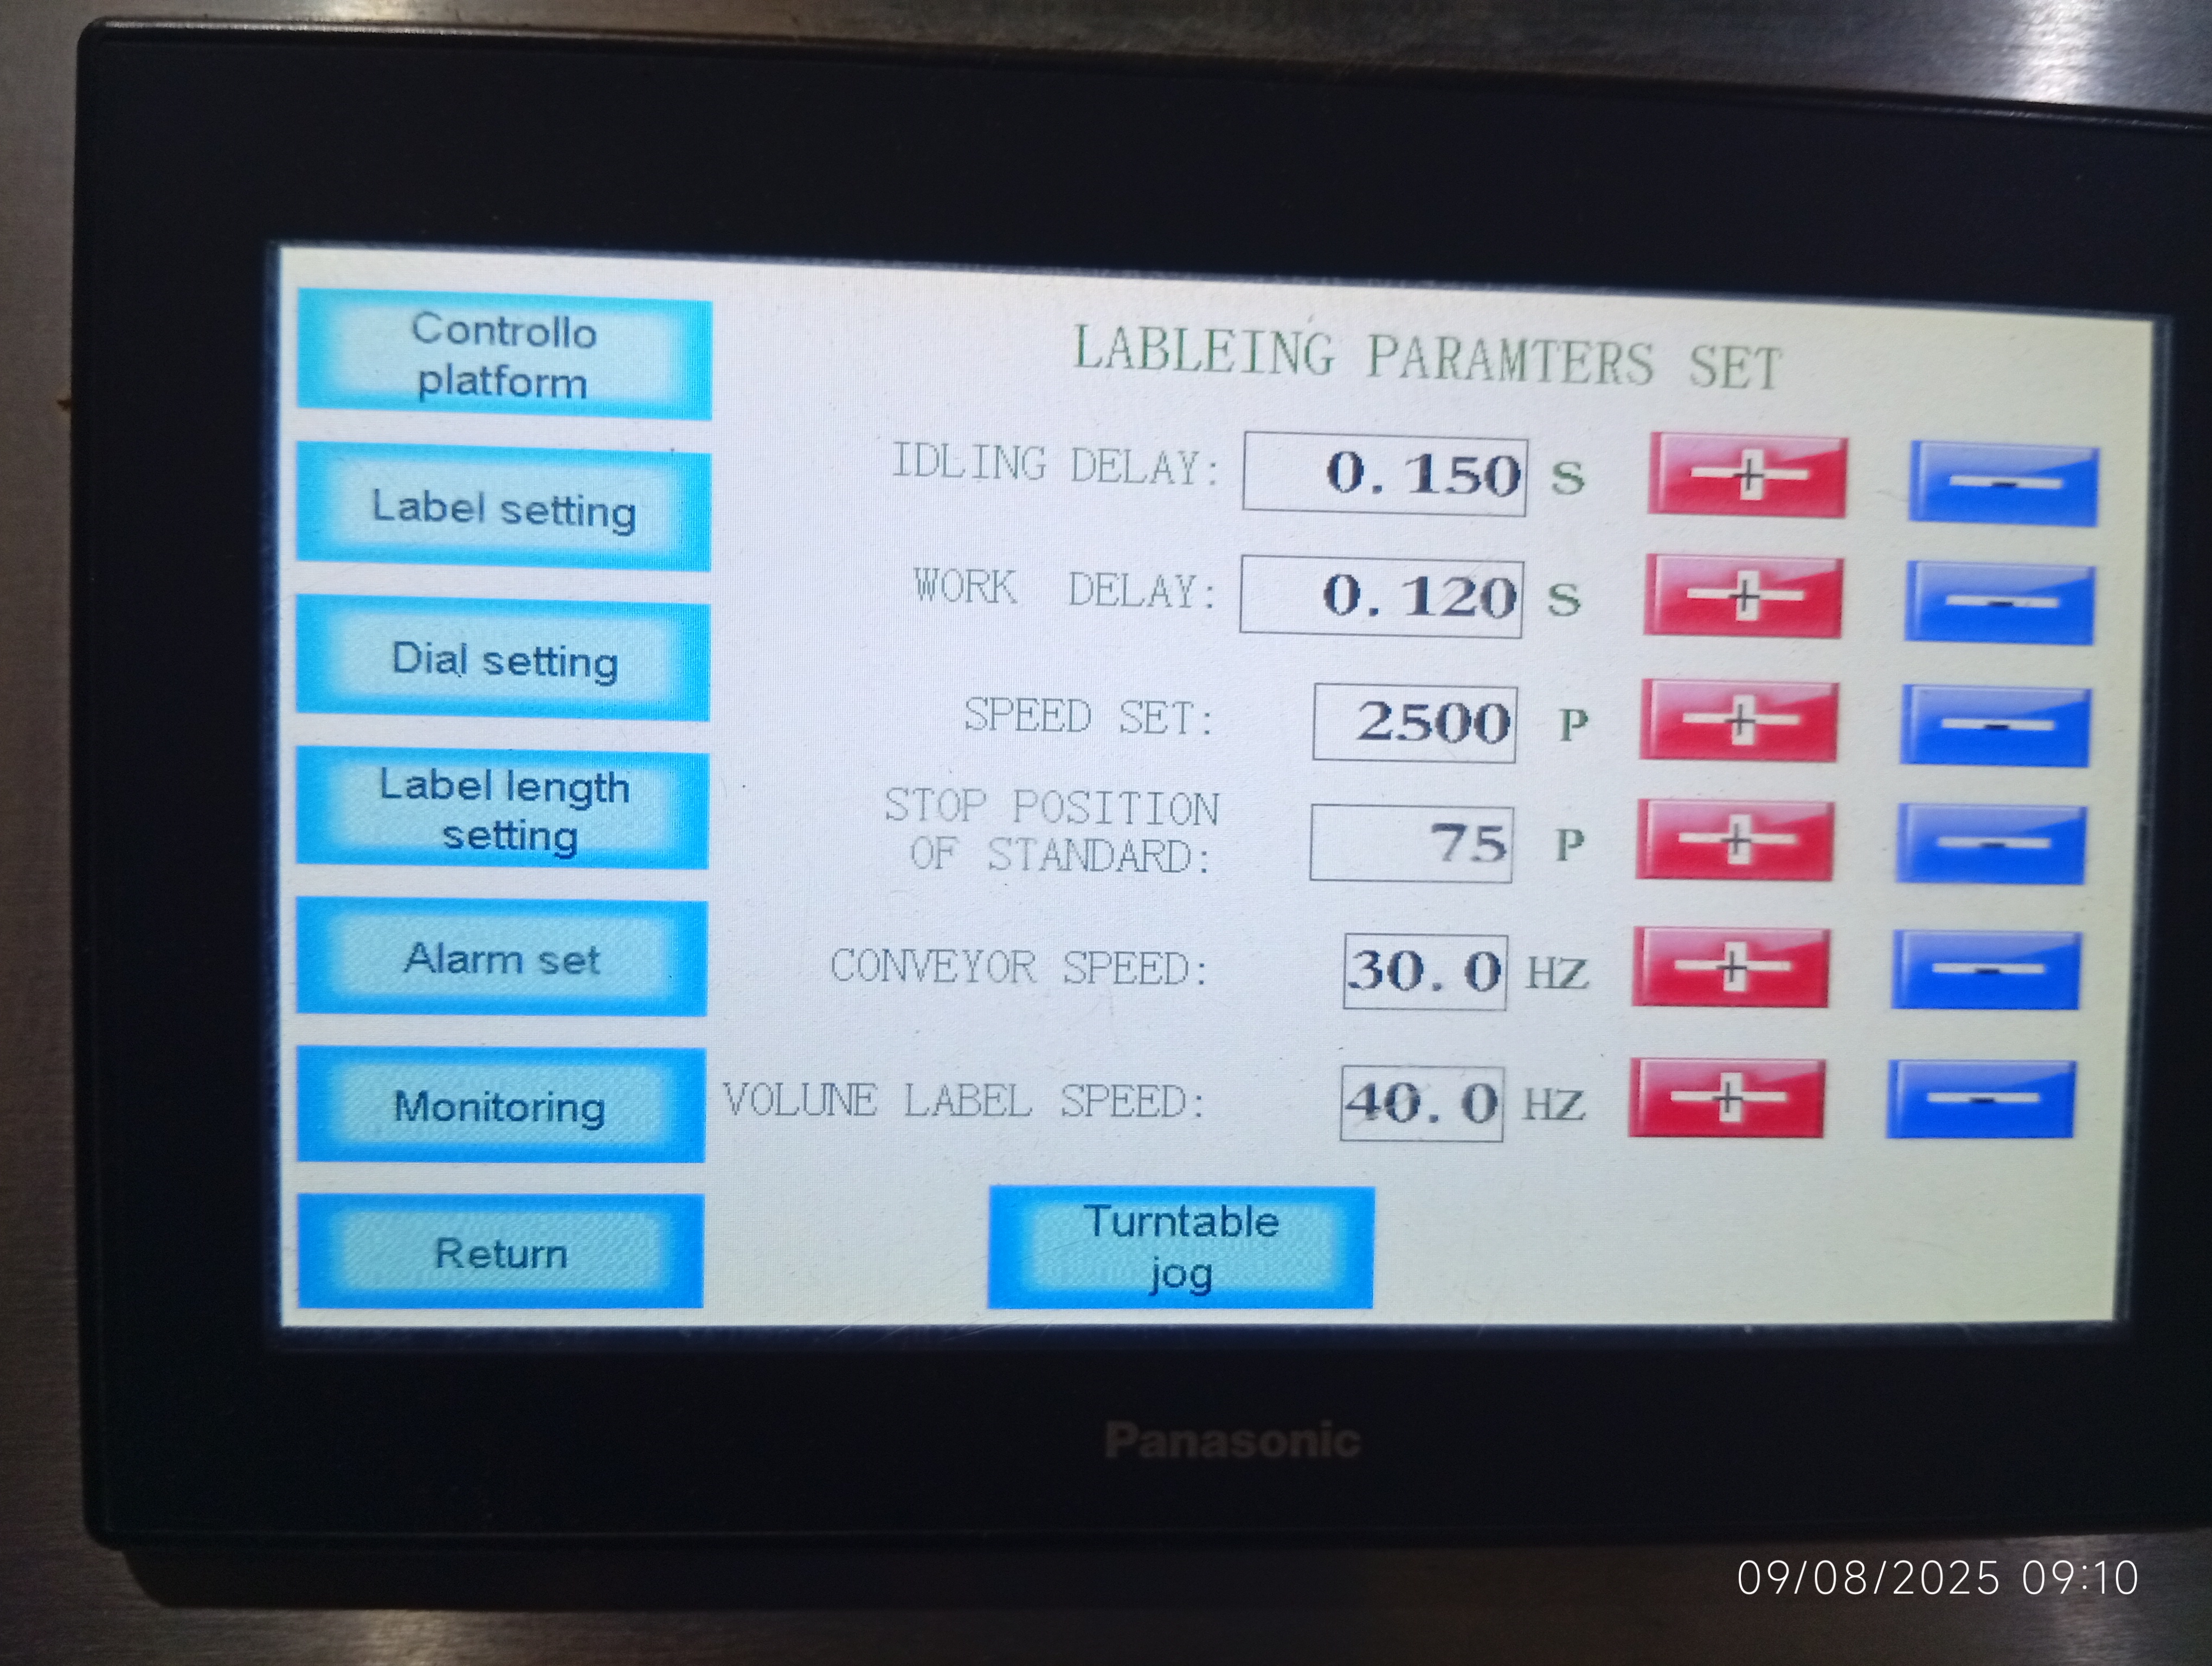 Controllo
platform
Label setting
Dial setting
Label length
setting
Alarm set
Monitoring
Return
LABLEING PARAMTERS SET
IDLING DELAY: 0.150 S + -
WORK DELAY: 0.120 S + -
SPEED SET: 2500 P + -
STOP POSITION
OF STANDARD: 75 P + -
CONVEYOR SPEED: 30.0 HZ + -
VOLUNE LABEL SPEED: 40.0 HZ + -
Turntable
jog
Panasonic
09/08/2025 09:10